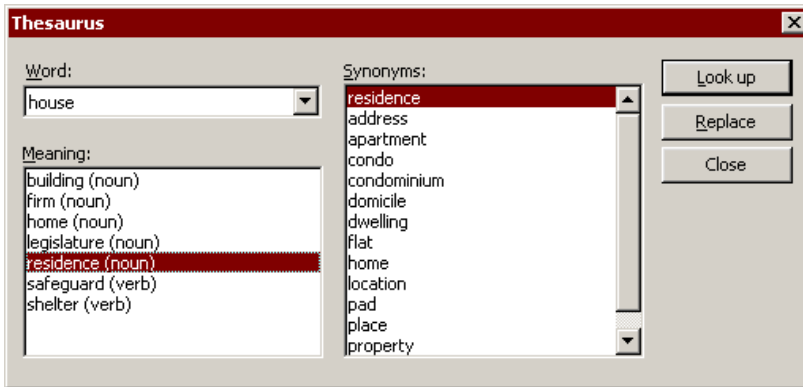 Thesaurus
Word:
house
Meaning:
building (noun)
firm (noun)
home (noun)
legislature (noun)
residence (noun)
safeguard (verb)
shelter (verb)
Synonyms:
residence
address
apartment
condo
condominium
domicile
dwelling
flat
home
location
pad
place
property
Look up
Replace
Close